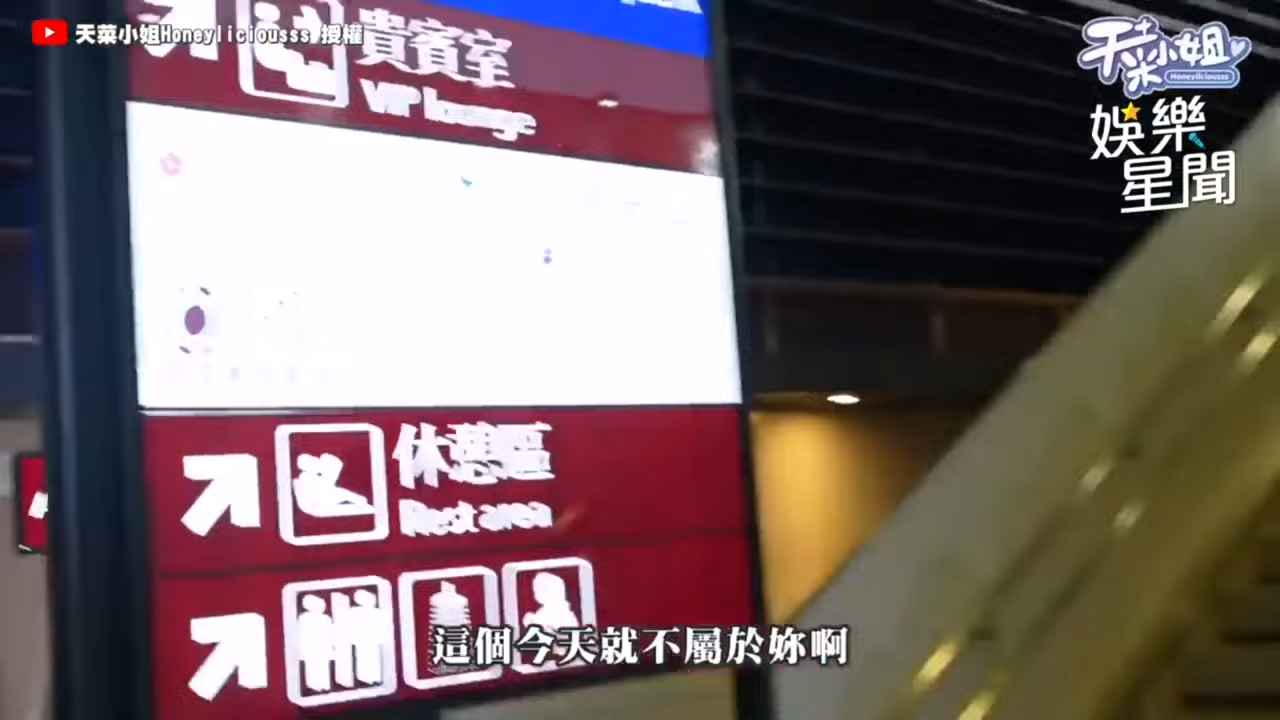 天菜小姐Honeyliciousss 授權
天菜小姐
Honeyliciousss
娛樂
星聞
貴賓室
VIP lounge
休憩區
Rest area
這個今天就不屬於妳啊